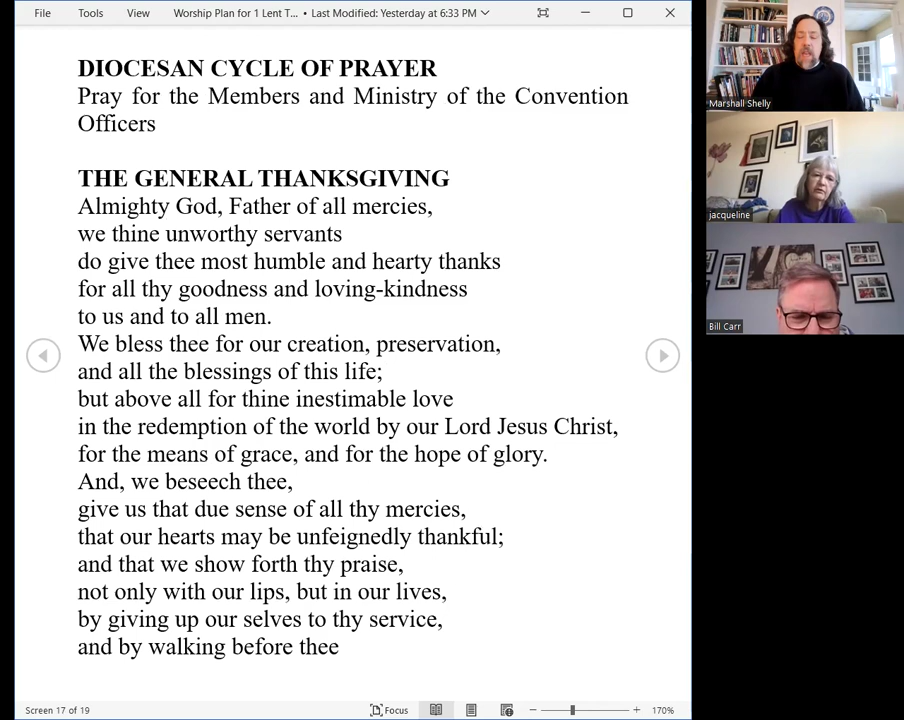 File Tools View Worship Plan for 1 Lent T... • Last Modified: Yesterday at 6:33 PM
DIOCESAN CYCLE OF PRAYER
Pray for the Members and Ministry of the Convention
Officers
THE GENERAL THANKSGIVING
Almighty God, Father of all mercies,
we thine unworthy servants
do give thee most humble and hearty thanks
for all thy goodness and loving-kindness
to us and to all men.
We bless thee for our creation, preservation,
and all the blessings of this life;
but above all for thine inestimable love
in the redemption of the world by our Lord Jesus Christ,
for the means of grace, and for the hope of glory.
And, we beseech thee,
give us that due sense of all thy mercies,
that our hearts may be unfeignedly thankful;
and that we show forth thy praise,
not only with our lips, but in our lives,
by giving up our selves to thy service,
and by walking before thee
Screen 17 of 19 Focus 170%
Marshall Shelly
jacqueline
Bill Carr